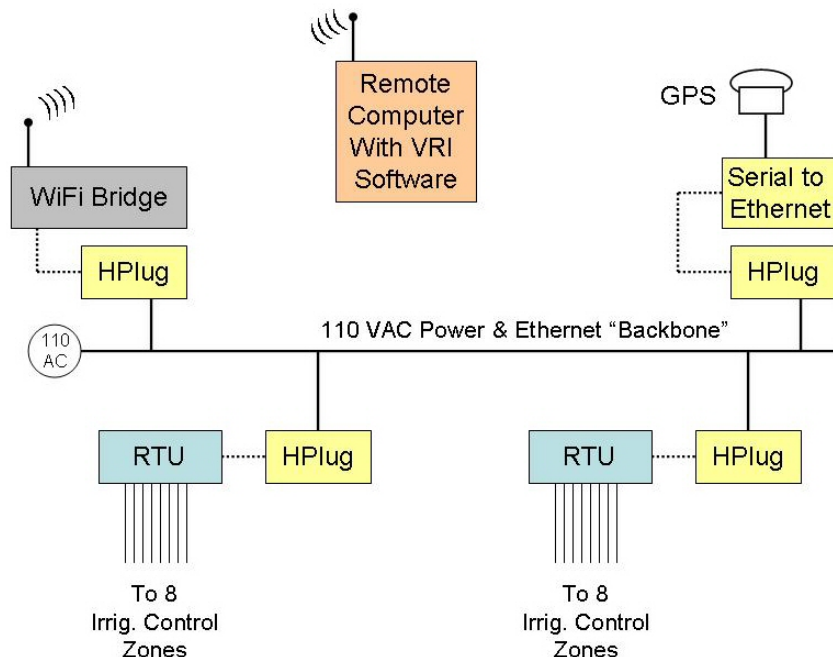 Remote
Computer
With VRI
Software
GPS
WiFi Bridge
Serial to
Ethernet
HPlug
HPlug
110 VAC Power & Ethernet “Backbone”
110
AC
RTU
HPlug
RTU
HPlug
To 8
Irrig. Control
Zones
To 8
Irrig. Control
Zones